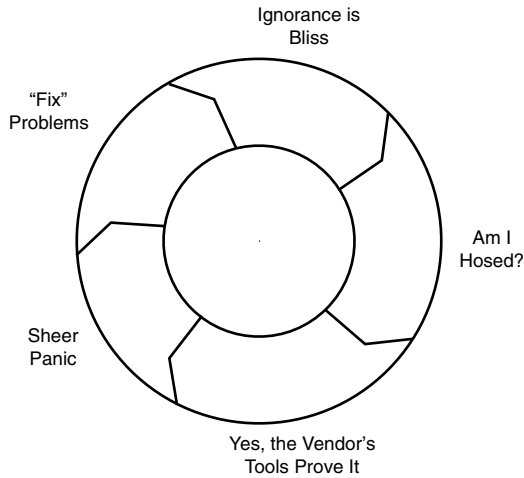 Ignorance is
Bliss
“Fix”
Problems
Am I
Hosed?
Sheer
Panic
Yes, the Vendor’s
Tools Prove It